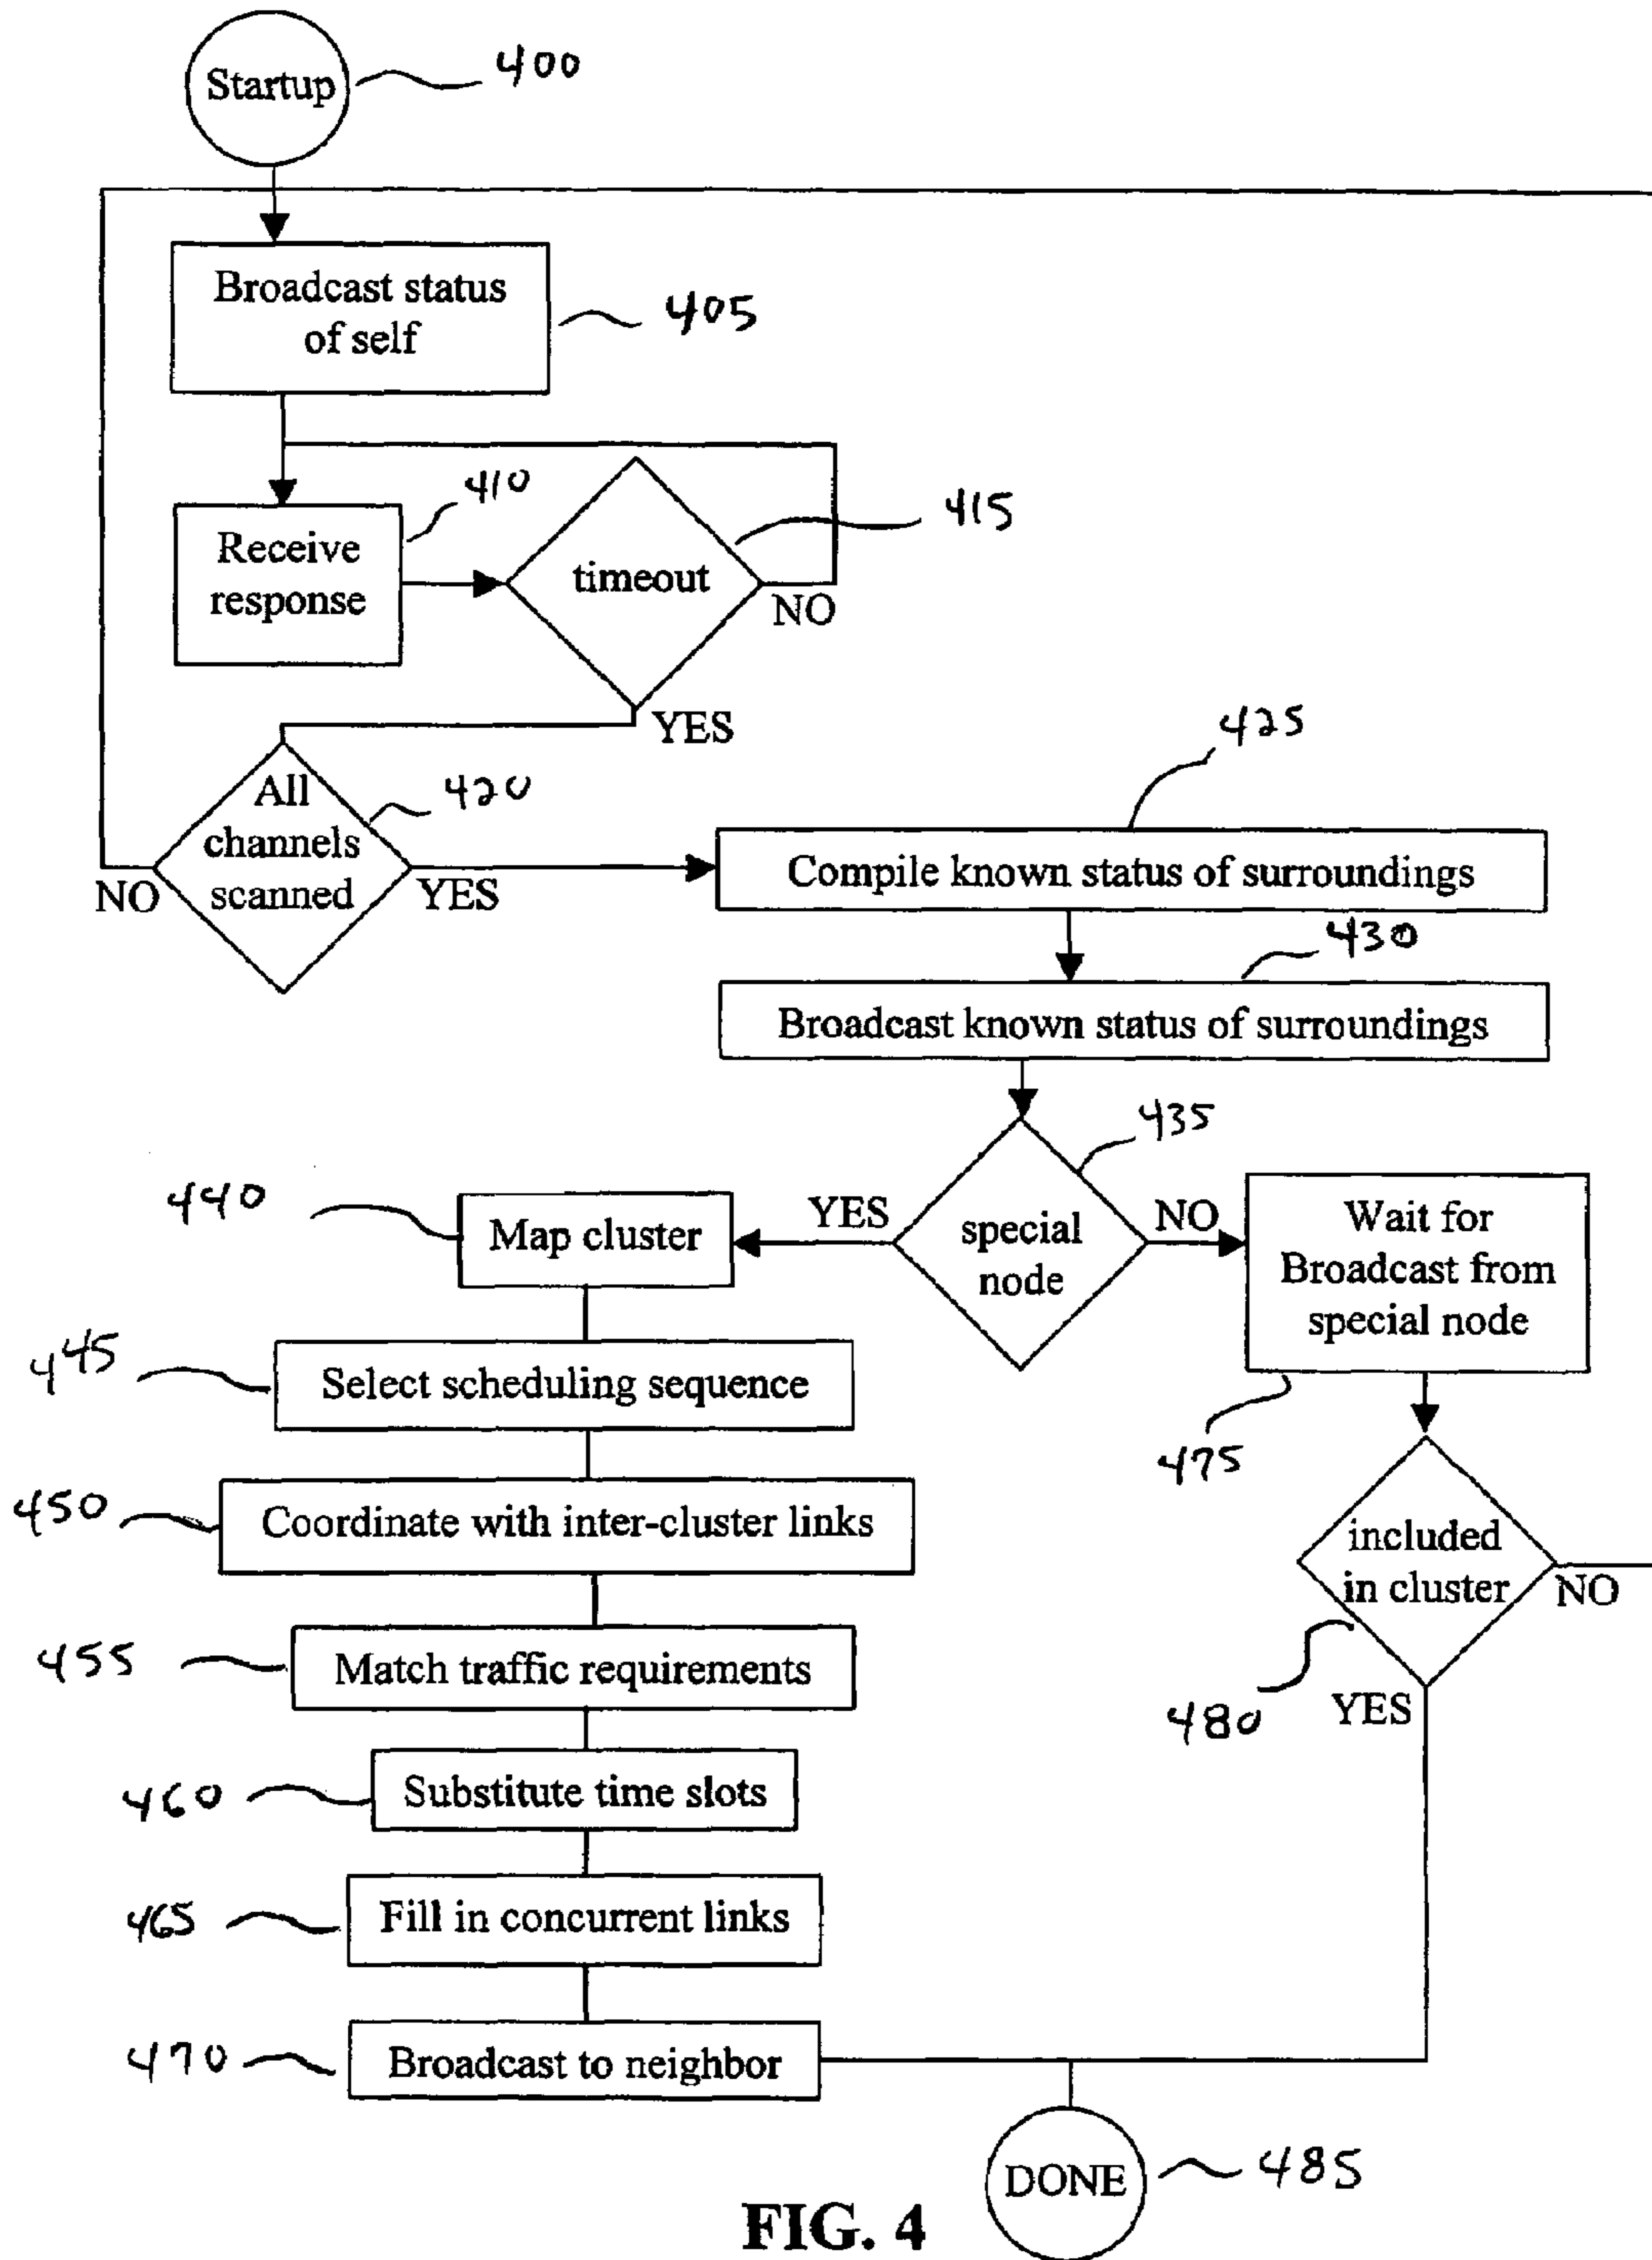 Startup
400
Broadcast status
of self
405
Receive
response
410
timeout
415
NO
YES
All
channels
scanned
420
NO
YES
425
Compile known status of surroundings
430
Broadcast known status of surroundings
435
special
node
YES
NO
440
Map cluster
Wait for
Broadcast from
special node
475
445
Select scheduling sequence
450
Coordinate with inter-cluster links
included
in cluster
NO
480
YES
455
Match traffic requirements
460
Substitute time slots
465
Fill in concurrent links
470
Broadcast to neighbor
DONE
485
FIG. 4